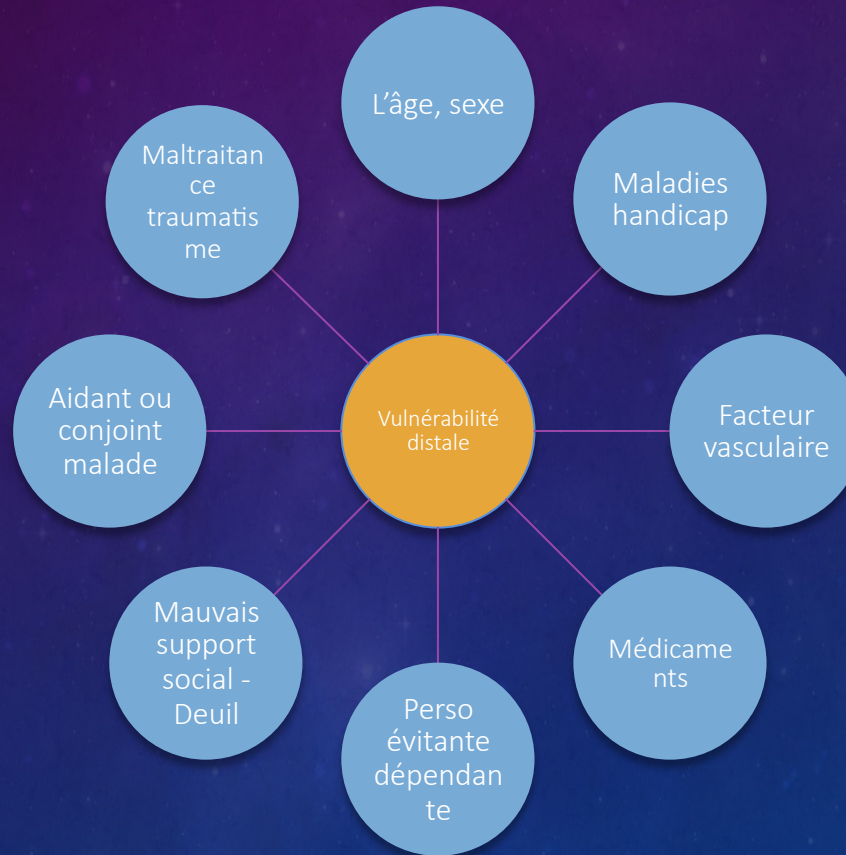 L'âge, sexe
Maladies
handicap
Facteur
vasculaire
Médicame
nts
Perso
évitante
dépendan
te
Mauvais
support
social -
Deuil
Aidant ou
conjoint
malade
Maltraitan
ce
traumatis
me
Vulnérabilité
distale